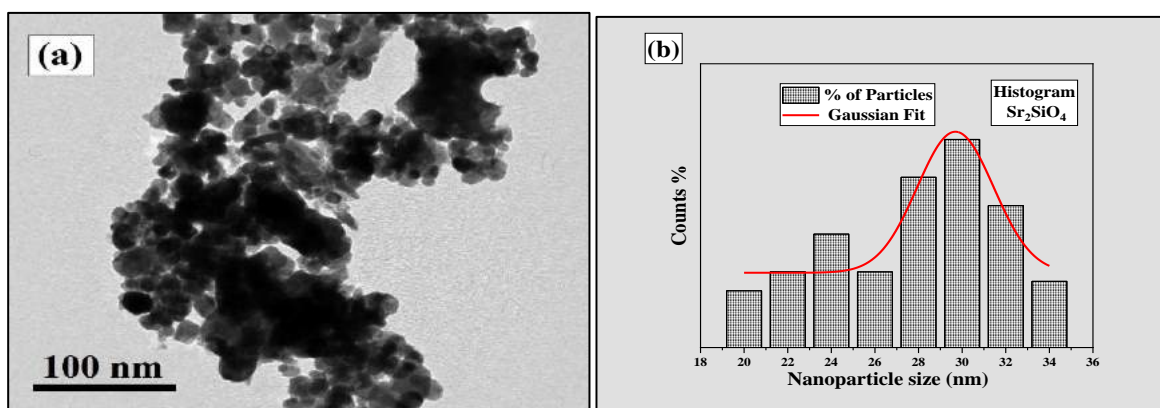 (a)
100 nm
(b)
% of Particles
Gaussian Fit
Histogram
Sr₂SiO₄
Counts %
18 20 22 24 26 28 30 32 34 36
Nanoparticle size (nm)